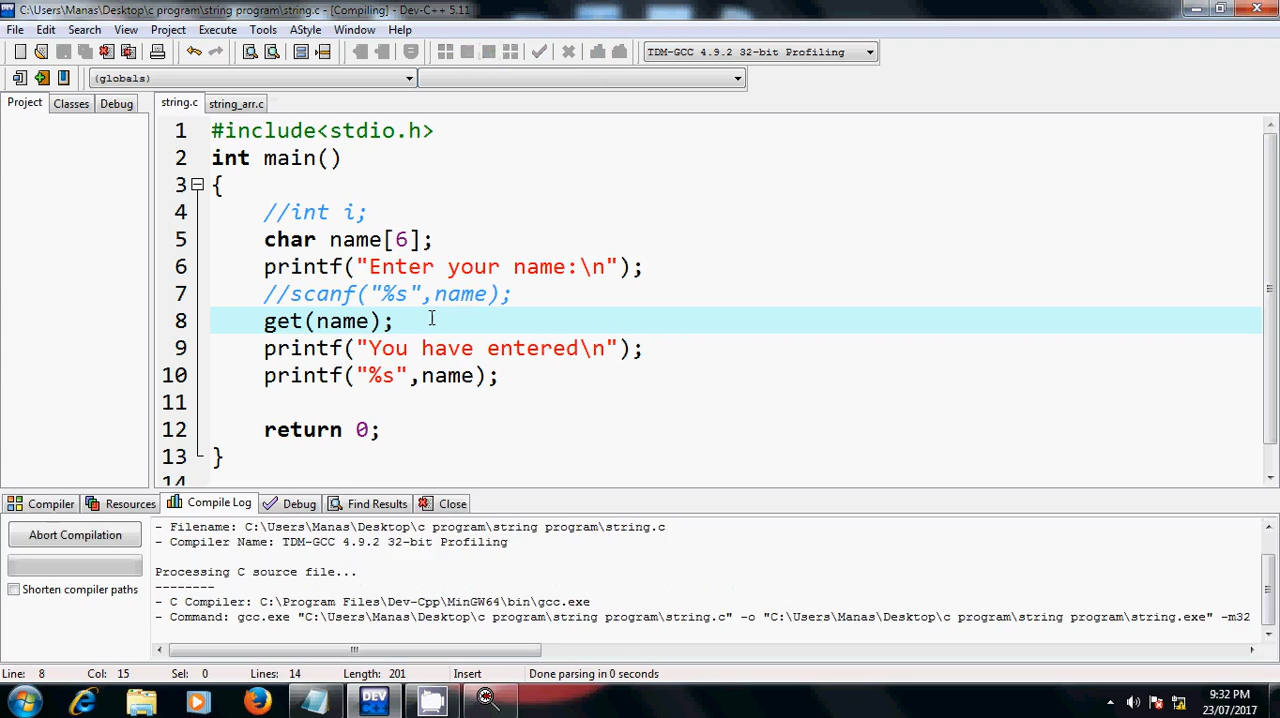 C:\Users\Manas\Desktop\c program\string program\string.c - [Compiling] - Dev-C++ 5.11
File Edit Search View Project Execute Tools AStyle Window Help
TDM-GCC 4.9.2 32-bit Profiling
(globals)
Project Classes Debug string.c string_arr.c
1 #include<stdio.h>
2 int main()
3 {
4 //int i;
5 char name[6];
6 printf("Enter your name:\n");
7 //scanf("%s",name);
8 get(name);
9 printf("You have entered\n");
10 printf("%s",name);
11
12 return 0;
13 }
14
Compiler Resources Compile Log Debug Find Results Close
Abort Compilation
Shorten compiler paths
- Filename: C:\Users\Manas\Desktop\c program\string program\string.c
- Compiler Name: TDM-GCC 4.9.2 32-bit Profiling
Processing C source file...
--------
- C Compiler: C:\Program Files\Dev-Cpp\MinGW64\bin\gcc.exe
- Command: gcc.exe "C:\Users\Manas\Desktop\c program\string program\string.c" -o "C:\Users\Manas\Desktop\c program\string program\string.exe" -m32
Line: 8 Col: 15 Sel: 0 Lines: 14 Length: 201 Insert Done parsing in 0 seconds
DEV
9:32 PM
23/07/2017